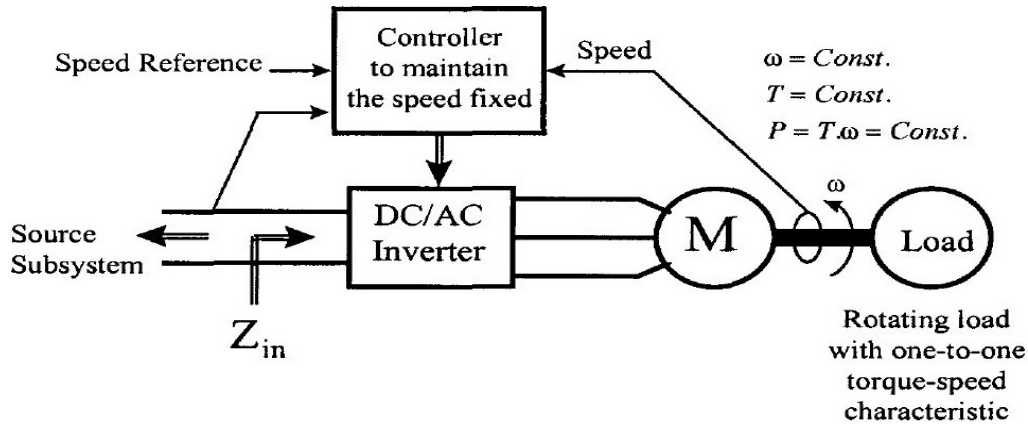 Controller
to maintain
the speed fixed
Speed Reference
Speed
ω = Const.
T = Const.
P = T.ω = Const.
ω
Source
Subsystem
DC/AC
Inverter
M
Load
Zin
Rotating load
with one-to-one
torque-speed
characteristic